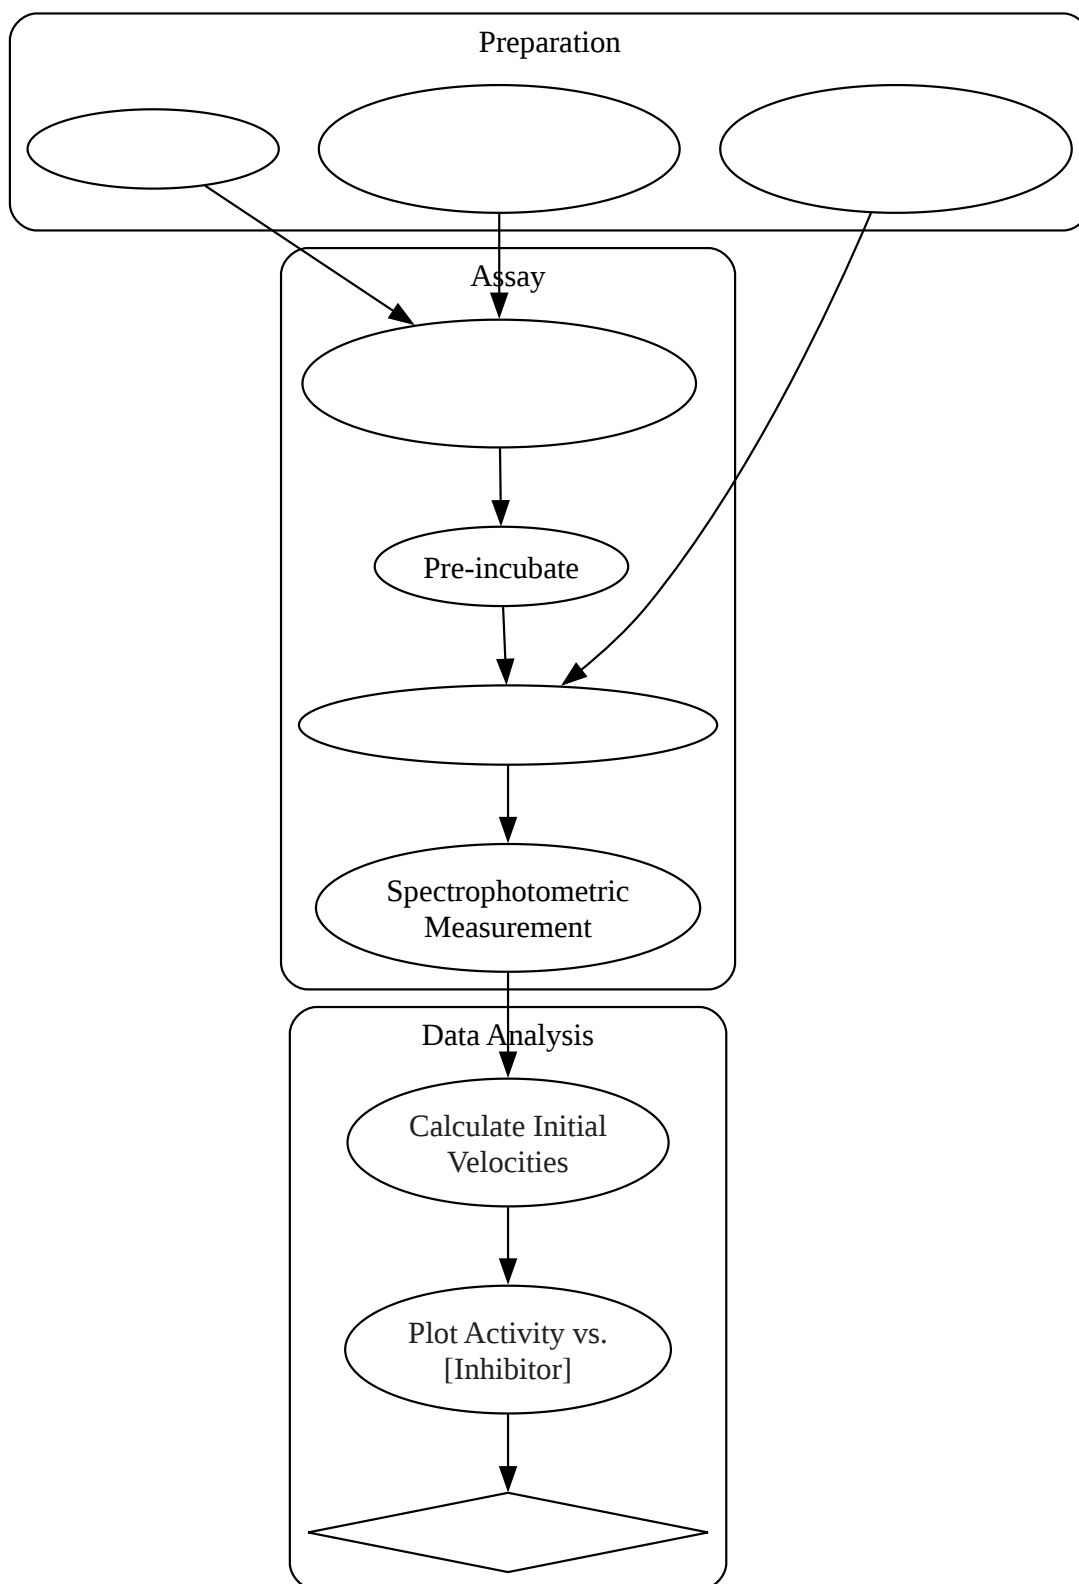 Preparation
Assay
Pre-incubate
Spectrophotometric
Measurement
Data Analysis
Calculate Initial
Velocities
Plot Activity vs.
[Inhibitor]